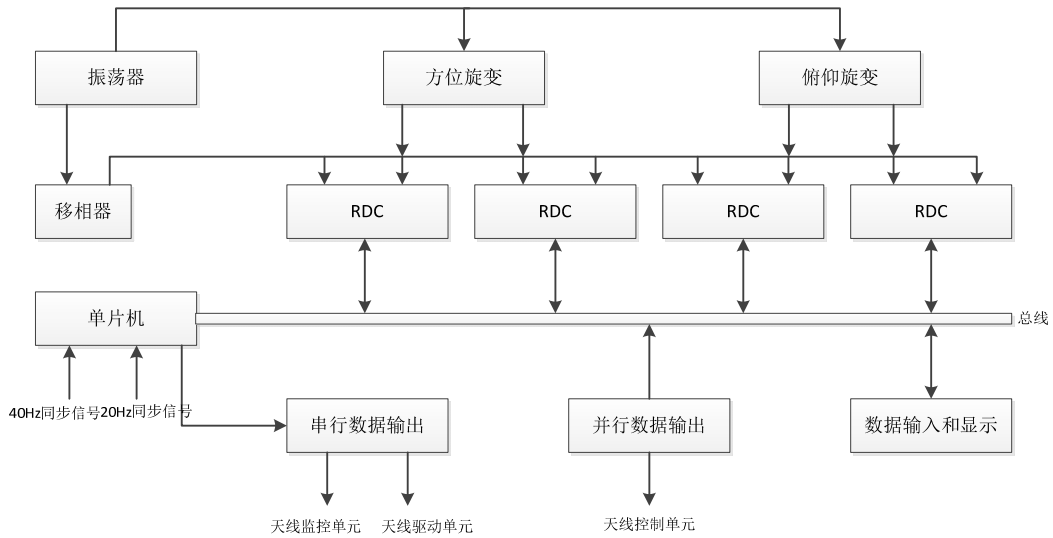 振荡器
方位旋变
俯仰旋变
移相器
RDC
RDC
RDC
RDC
单片机
总线
40Hz同步信号
20Hz同步信号
串行数据输出
并行数据输出
数据输入和显示
天线监控单元
天线驱动单元
天线控制单元